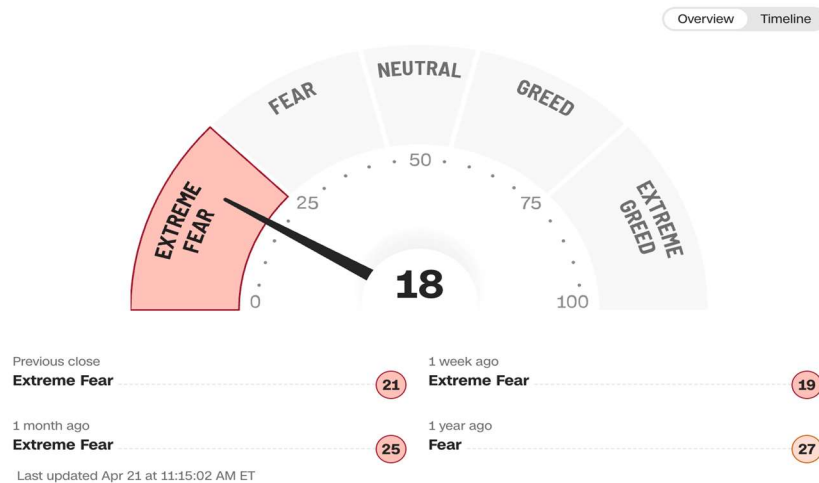 Overview Timeline
NEUTRAL
FEAR
GREED
EXTREME
FEAR
EXTREME
GREED
50
25
75
0
100
18
Previous close
Extreme Fear 21
1 week ago
Extreme Fear 19
1 month ago
Extreme Fear 25
1 year ago
Fear 27
Last updated Apr 21 at 11:15:02 AM ET